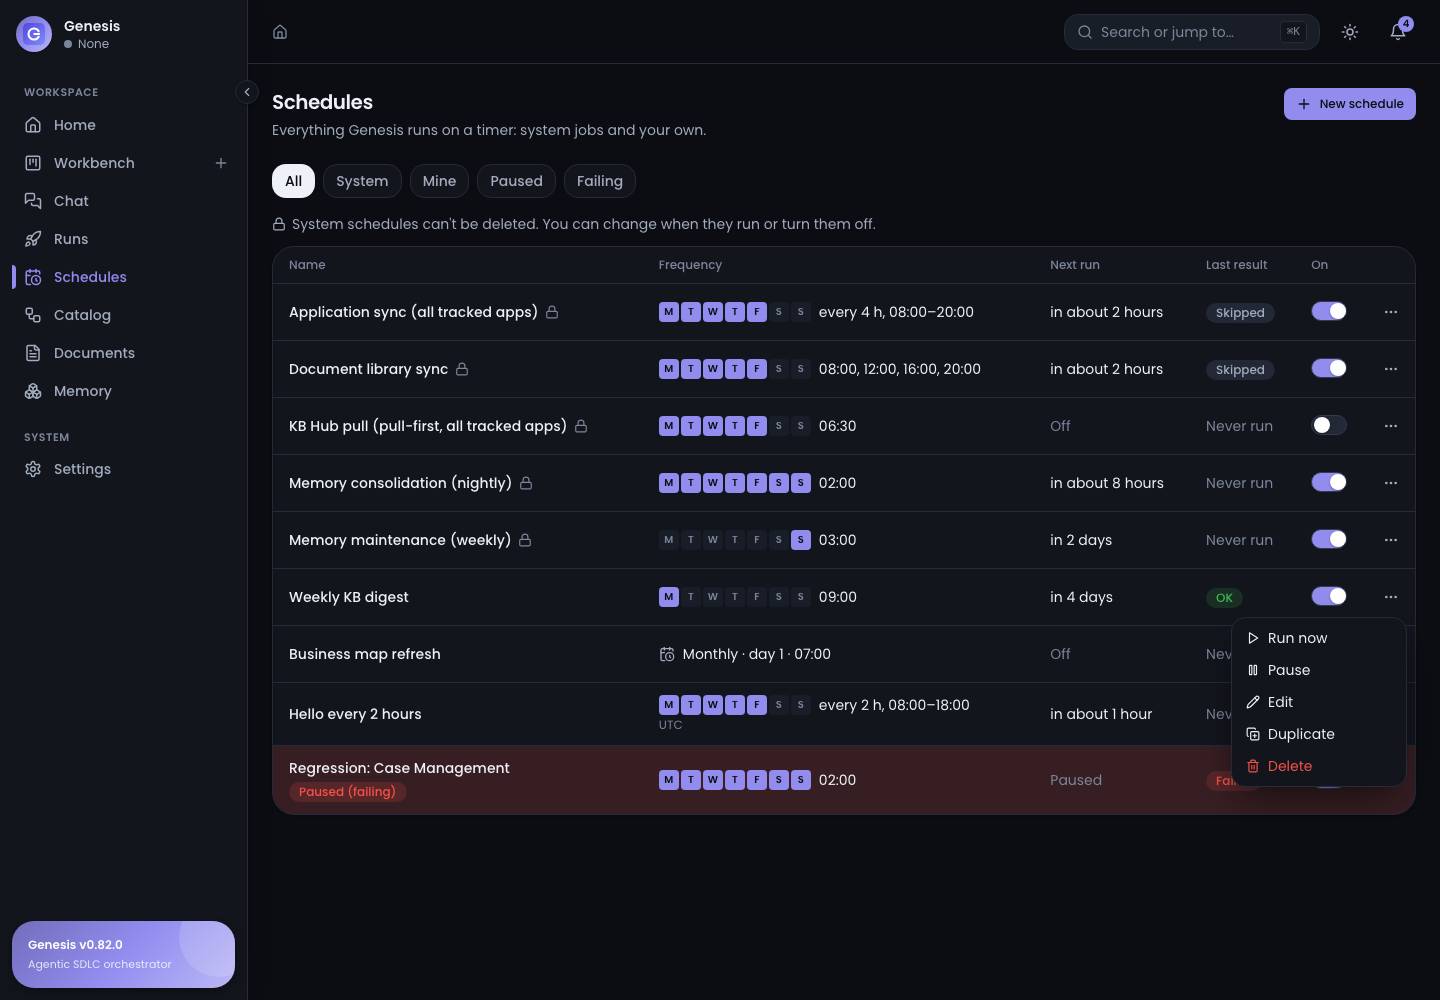 Genesis
None
WORKSPACE
Home
Workbench
Chat
Runs
Schedules
Catalog
Documents
Memory
SYSTEM
Settings
Genesis v0.82.0
Agentic SDLC orchestrator
Search or jump to...
⌘K
4
Schedules
Everything Genesis runs on a timer: system jobs and your own.
New schedule
All System Mine Paused Failing
System schedules can't be deleted. You can change when they run or turn them off.
Name Frequency Next run Last result On
Application sync (all tracked apps) M T W T F S S every 4 h, 08:00–20:00 in about 2 hours Skipped
Document library sync M T W T F S S 08:00, 12:00, 16:00, 20:00 in about 2 hours Skipped
KB Hub pull (pull-first, all tracked apps) M T W T F S S 06:30 Off Never run
Memory consolidation (nightly) M T W T F S S 02:00 in about 8 hours Never run
Memory maintenance (weekly) M T W T F S S 03:00 in 2 days Never run
Weekly KB digest M T W T F S S 09:00 in 4 days OK
Business map refresh Monthly · day 1 · 07:00 Off
Hello every 2 hours M T W T F S S every 2 h, 08:00–18:00 in about 1 hour
UTC
Regression: Case Management M T W T F S S 02:00 Paused
Paused (failing)
Run now
Pause
Edit
Duplicate
Delete